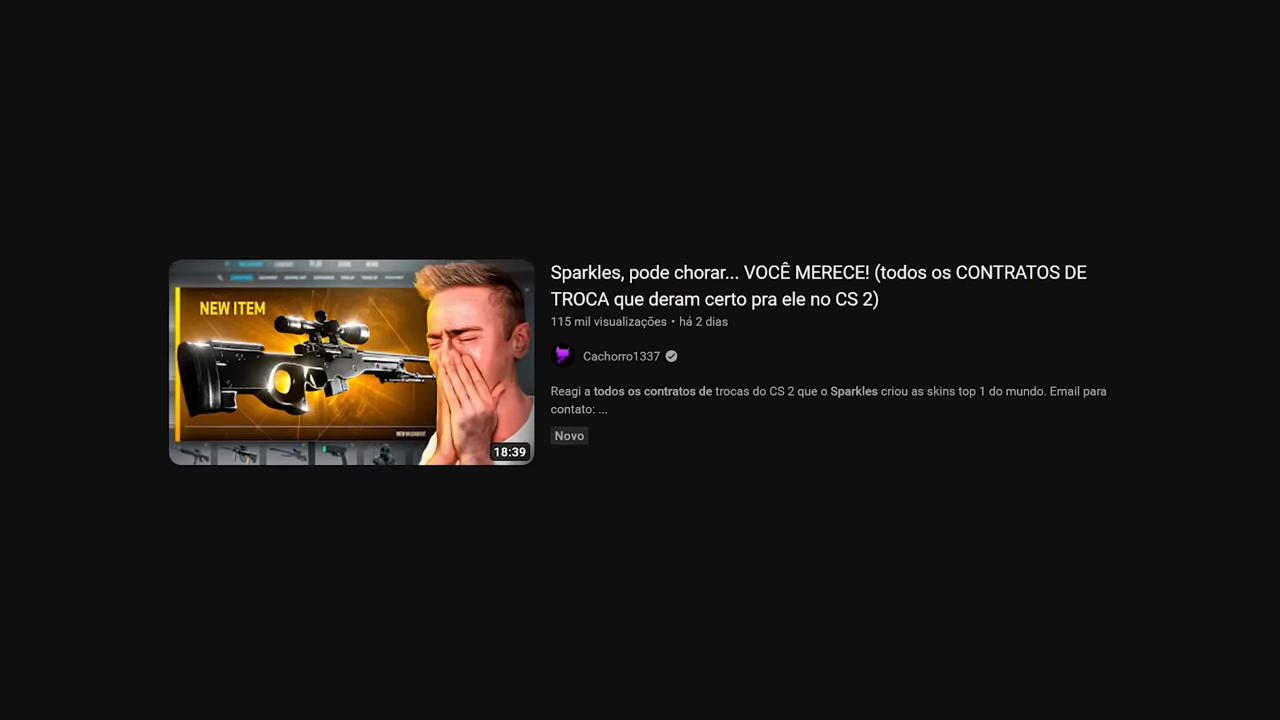 NEW ITEM
18:39
Sparkles, pode chorar... VOCÊ MERECE! (todos os CONTRATOS DE
TROCA que deram certo pra ele no CS 2)
115 mil visualizações • há 2 dias
Cachorro1337
Reagi a todos os contratos de trocas do CS 2 que o Sparkles criou as skins top 1 do mundo. Email para
contato: ...
Novo